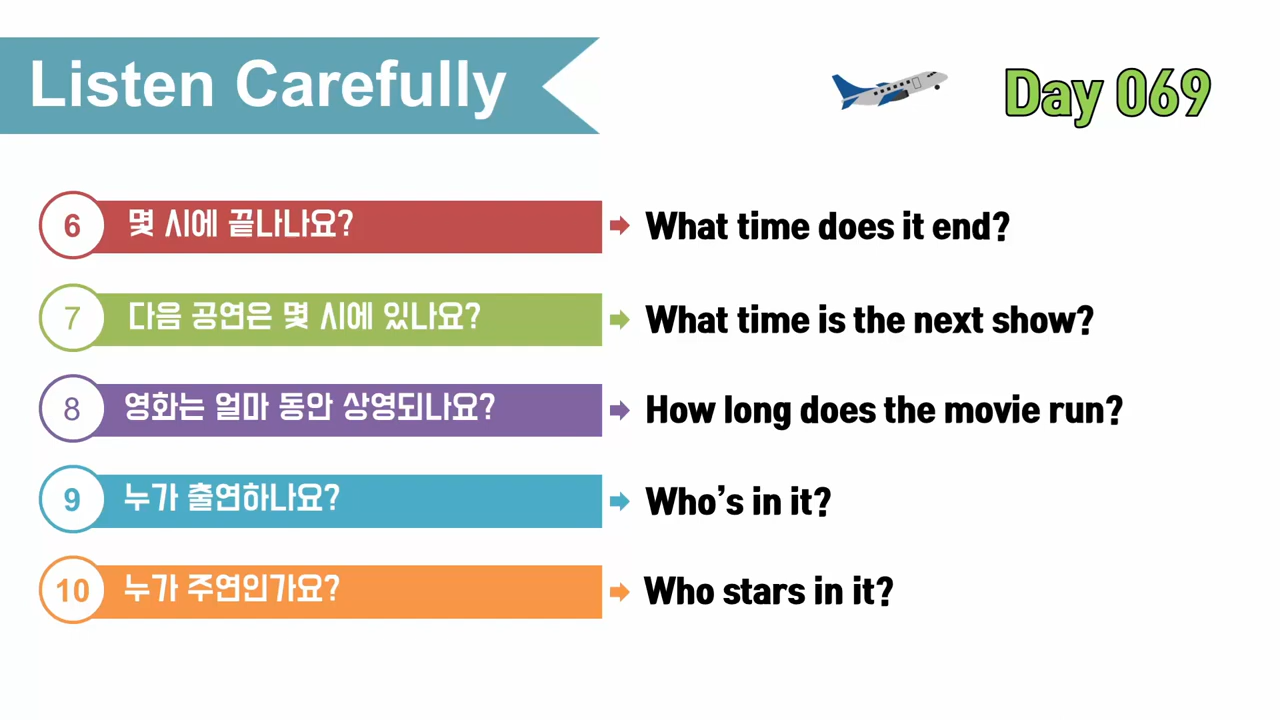 Listen Carefully
Day 069
6 몇 시에 끝나나요? What time does it end?
7 다음 공연은 몇 시에 있나요? What time is the next show?
8 영화는 얼마 동안 상영되나요? How long does the movie run?
9 누가 출연하나요? Who's in it?
10 누가 주연인가요? Who stars in it?